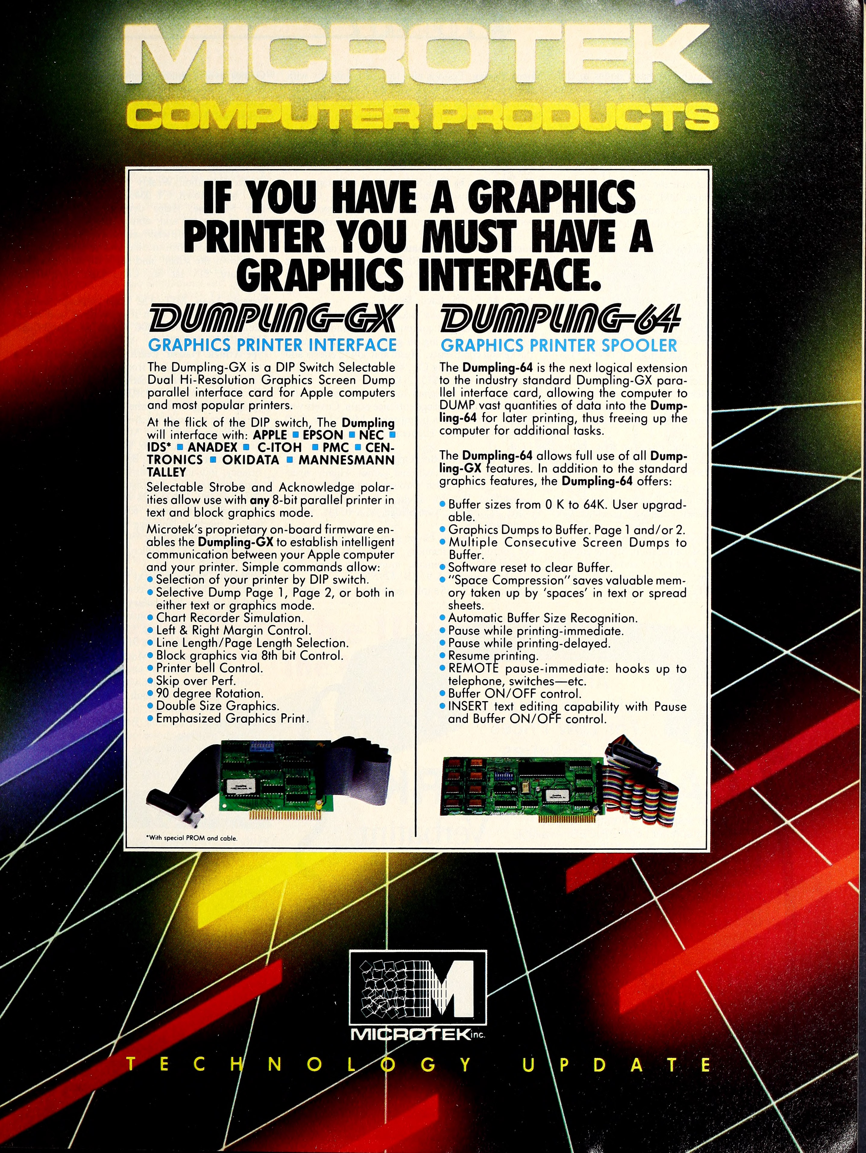 MICROTEK
COMPUTER PRODUCTS
IF YOU HAVE A GRAPHICS
PRINTER YOU MUST HAVE A
GRAPHICS INTERFACE.
DUMPLING-GX
GRAPHICS PRINTER INTERFACE
The Dumpling-GX is a DIP Switch Selectable
Dual Hi-Resolution Graphics Screen Dump
parallel interface card for Apple computers
and most popular printers.
At the flick of the DIP switch, The Dumpling
will interface with: APPLE ■ EPSON ■ NEC ■
IDS* ■ ANADEX ■ C-ITOH ■ PMC ■ CEN-
TRONICS ■ OKIDATA ■ MANNESMANN
TALLEY
Selectable Strobe and Acknowledge polar-
ities allow use with any 8-bit parallel printer in
text and block graphics mode.
Microtek's proprietary on-board firmware en-
ables the Dumpling-GX to establish intelligent
communication between your Apple computer
and your printer. Simple commands allow:
● Selection of your printer by DIP switch.
● Selective Dump Page 1, Page 2, or both in
either text or graphics mode.
● Chart Recorder Simulation.
● Left & Right Margin Control.
● Line Length/Page Length Selection.
● Block graphics via 8th bit Control.
● Printer bell Control.
● Skip over Perf.
● 90 degree Rotation.
● Double Size Graphics.
● Emphasized Graphics Print.
*With special PROM and cable.
DUMPLING-64
GRAPHICS PRINTER SPOOLER
The Dumpling-64 is the next logical extension
to the industry standard Dumpling-GX para-
llel interface card, allowing the computer to
DUMP vast quantities of data into the Dump-
ling-64 for later printing, thus freeing up the
computer for additional tasks.
The Dumpling-64 allows full use of all Dump-
ling-GX features. In addition to the standard
graphics features, the Dumpling-64 offers:
● Buffer sizes from 0 K to 64K. User upgrad-
able.
● Graphics Dumps to Buffer. Page 1 and/or 2.
● Multiple Consecutive Screen Dumps to
Buffer.
● Software reset to clear Buffer.
● "Space Compression" saves valuable mem-
ory taken up by 'spaces' in text or spread
sheets.
● Automatic Buffer Size Recognition.
● Pause while printing-immediate.
● Pause while printing-delayed.
● Resume printing.
● REMOTE pause-immediate: hooks up to
telephone, switches—etc.
● Buffer ON/OFF control.
● INSERT text editing capability with Pause
and Buffer ON/OFF control.
M
MICROTEK inc.
TECHNOLOGY UPDATE